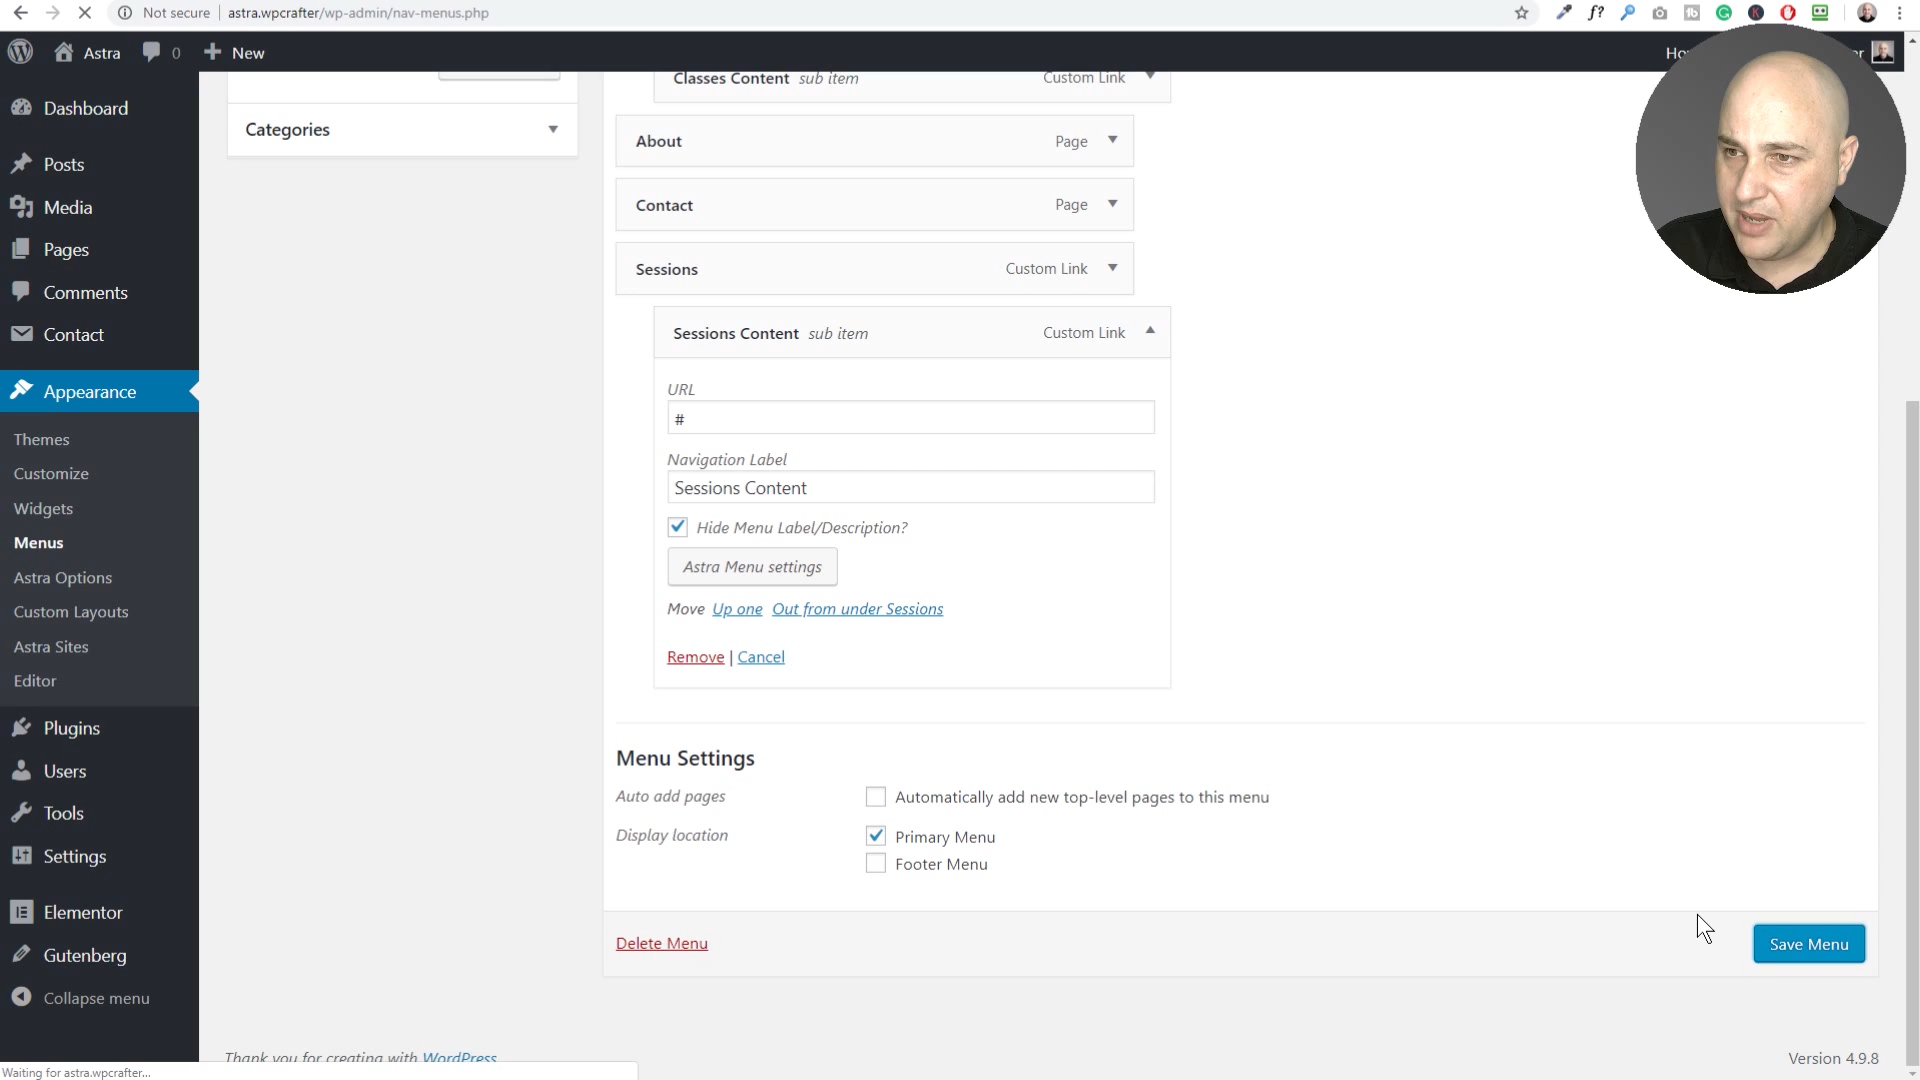 Not secure | astra.wpcrafter/wp-admin/nav-menus.php
f?
Astra 0 New
Dashboard
Posts
Media
Pages
Comments
Contact
Appearance
Themes
Customize
Widgets
Menus
Astra Options
Custom Layouts
Astra Sites
Editor
Plugins
Users
Tools
Settings
Elementor
Gutenberg
Collapse menu
Categories
Classes Content sub item Custom Link
About Page
Contact Page
Sessions Custom Link
Sessions Content sub item Custom Link
URL
#
Navigation Label
Sessions Content
Hide Menu Label/Description?
Astra Menu settings
Move Up one Out from under Sessions
Remove | Cancel
Menu Settings
Auto add pages Automatically add new top-level pages to this menu
Display location Primary Menu
Footer Menu
Delete Menu Save Menu
Thank you for creating with WordPress
Version 4.9.8
Waiting for astra.wpcrafter...